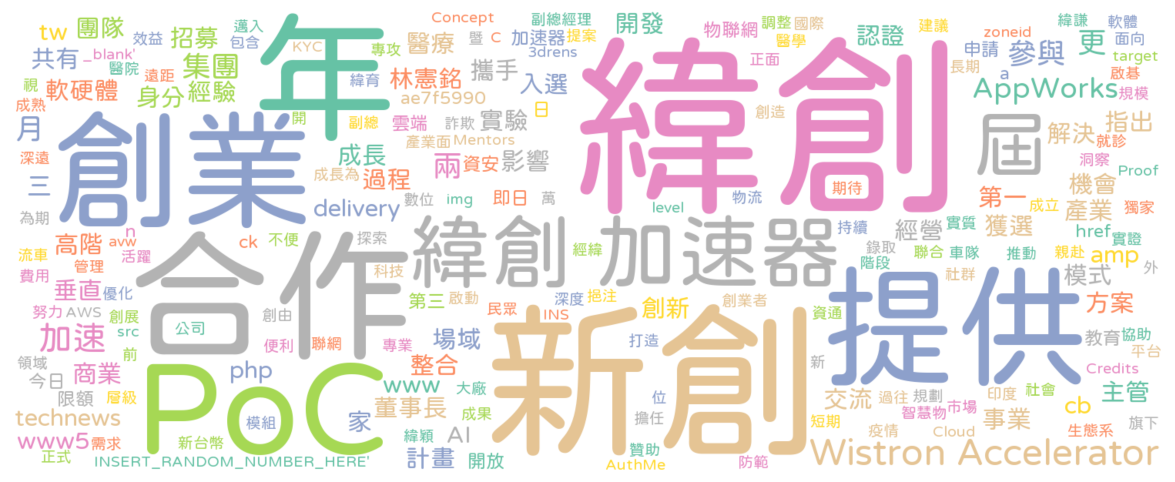 緯創
年
創業
合作
新創
PoC
提供
緯創 加速器
屆
Wistron Accelerator
AppWorks
tw
團隊
共有
_blank'
效益
邁入
包含
招募
集團
視
醫院
遠距
軟硬體
身分
經驗
成熟
月
深遠
三
為期
KYC
專攻
緯育
開
副總
Concept
暨
C
醫療
林憲銘
ae7f5990
雲端
詐欺
產業面
Mentors
成長
成長為
過程
兩
資安
影響
實驗
攜手
加速器
副總經理
提案
3drens
入選
日
開發
物聯網
調整
國際
醫學
正面
認證
緯謙
軟體
建議
面向
zoneid
更
申請
參與
target
長期
a
啟碁
規模
創造
解決
指出
就診
洞察
Proof
第一
機會
成立
獨家
產業
獲選
href
實證
經營
實質
持續
期待
物流
level
delivery
數位
img
即日
萬
n
高階
avw
活躍
流車
管理
費用
垂直
優化
努力
AWS
創展
src
加速
前
領域
今日
商業
限額
層級
technews
www5
需求
正式
新台幣
INSERT_RANDOM_NUMBER_HERE'
ck
不便
探索
科技
公司
創由
便利
聯網
專業
php
模組
家
第三
啟動
民眾
深度
INS
挹注
經緯
創新
創業者
資通
場域
整合
打造
www
大廠
董事長
成果
緯穎
AI
計畫
開放
位
擔任
贊助
AuthMe
防範
錄取
階段
聯合
車隊
推動
親赴
amp
外
社群
模式
方案
教育
協助
平台
新
Credits
交流
過往
規劃
印度
社會
主管
智慧物
市場
cb
短期
疫情
Cloud
事業
生態系
旗下